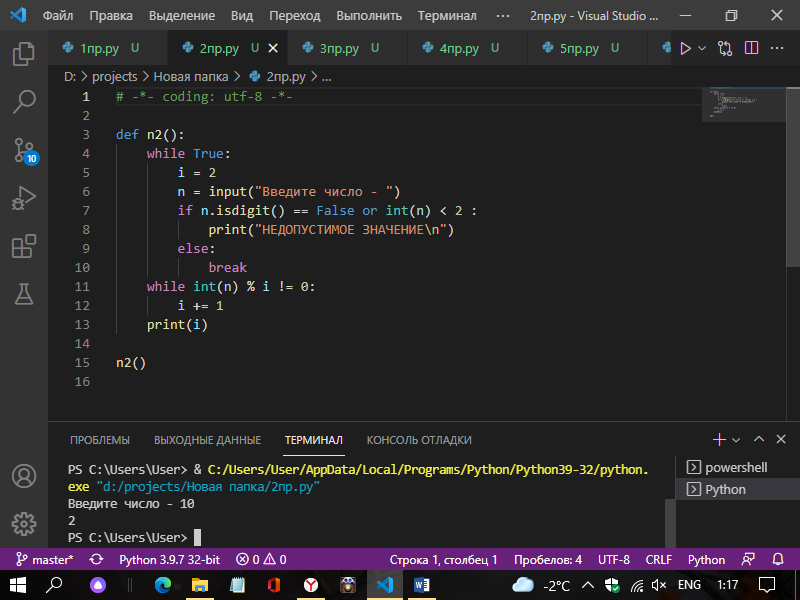 Файл Правка Выделение Вид Переход Выполнить Терминал ··· 2пр.py - Visual Studio ...
1пр.py U 2пр.py U 3пр.py U 4пр.py U 5пр.py U
D: > projects > Новая папка > 2пр.py > ...
1 # -*- coding: utf-8 -*-
2
3 def n2():
4 while True:
5 i = 2
6 n = input("Введите число - ")
7 if n.isdigit() == False or int(n) < 2 :
8 print("НЕДОПУСТИМОЕ ЗНАЧЕНИЕ\n")
9 else:
10 break
11 while int(n) % i != 0:
12 i += 1
13 print(i)
14
15 n2()
16
10
ПРОБЛЕМЫ ВЫХОДНЫЕ ДАННЫЕ ТЕРМИНАЛ КОНСОЛЬ ОТЛАДКИ
PS C:\Users\User> & C:/Users/User/AppData/Local/Programs/Python/Python39-32/python.
exe "d:/projects/Новая папка/2пр.py"
Введите число - 10
2
PS C:\Users\User>
powershell
Python
master* Python 3.9.7 32-bit 0 0 Строка 1, столбец 1 Пробелов: 4 UTF-8 CRLF Python
-2°C ENG 1:17